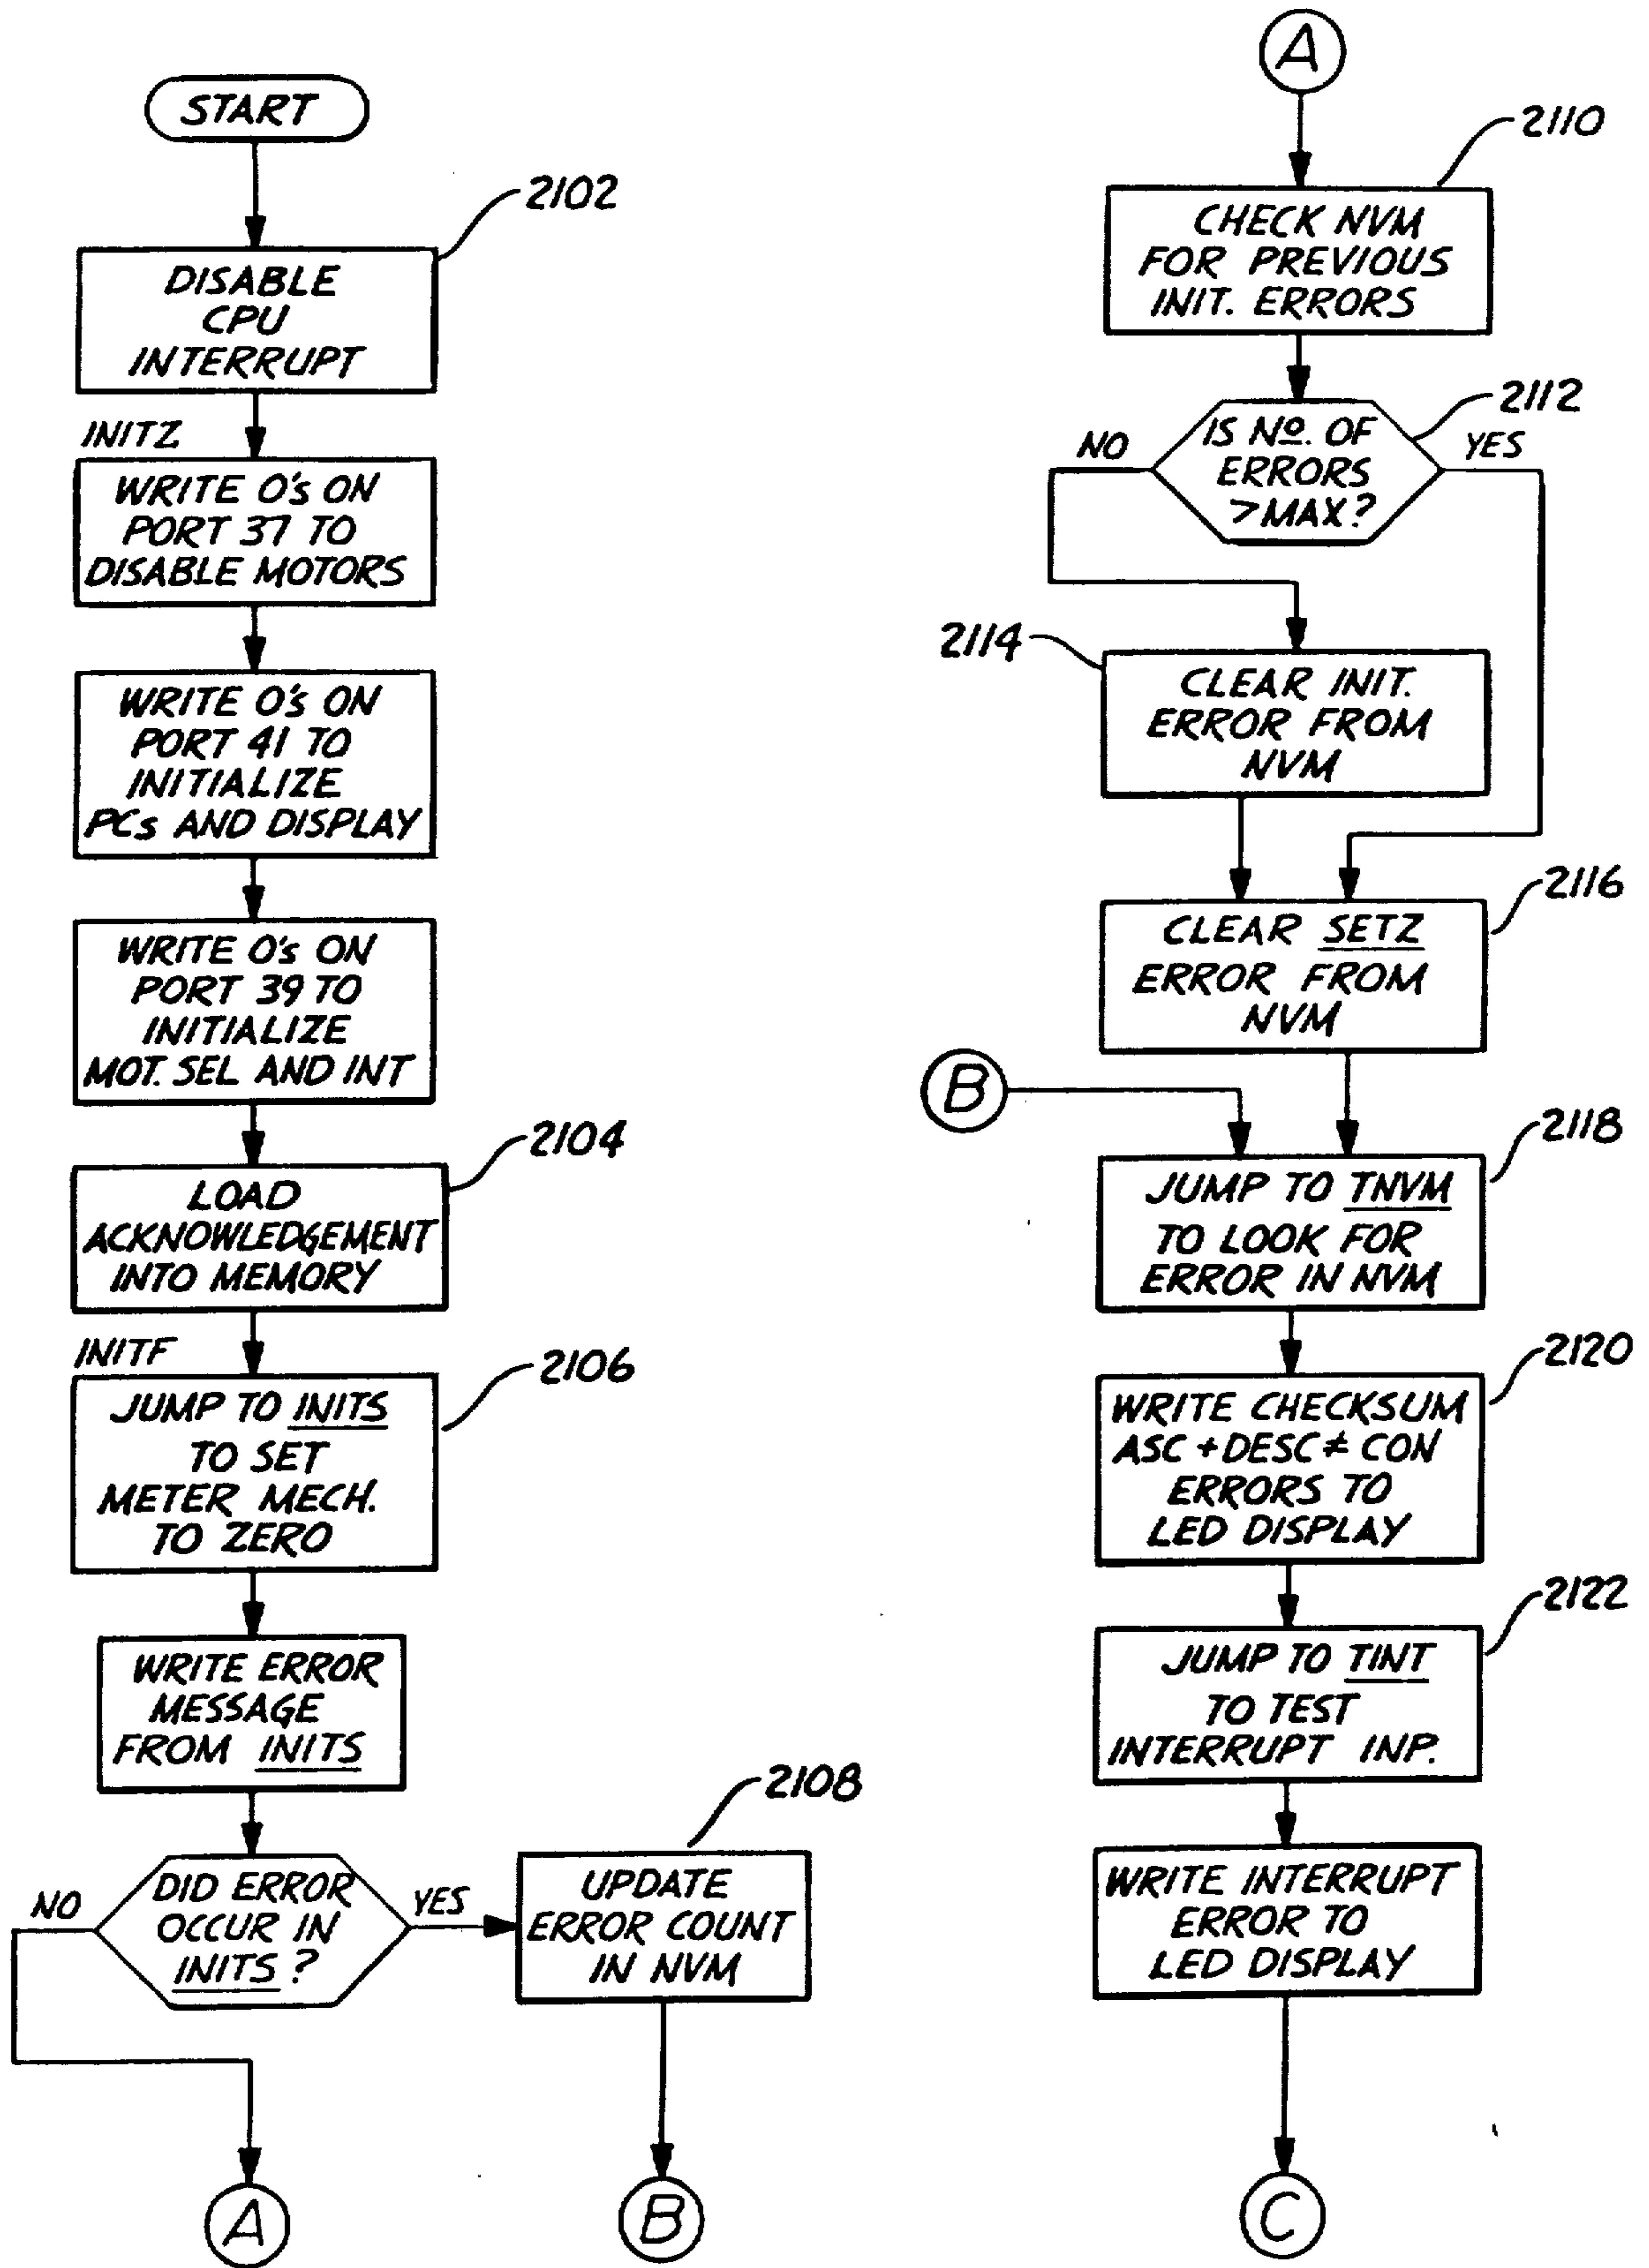 START
2102
DISABLE
CPU
INTERRUPT
INITZ
WRITE O's ON
PORT 37 TO
DISABLE MOTORS
WRITE O's ON
PORT 41 TO
INITIALIZE
PCs AND DISPLAY
WRITE O's ON
PORT 39 TO
INITIALIZE
MOT. SEL AND INT
2104
LOAD
ACKNOWLEDGEMENT
INTO MEMORY
INITF
2106
JUMP TO INITS
TO SET
METER MECH.
TO ZERO
WRITE ERROR
MESSAGE
FROM INITS
DID ERROR
OCCUR IN
INITS?
NO
YES
2108
UPDATE
ERROR COUNT
IN NVM
A
B
A
2110
CHECK NVM
FOR PREVIOUS
INIT. ERRORS
2112
IS Nº. OF
ERRORS
>MAX?
NO
YES
2114
CLEAR INIT.
ERROR FROM
NVM
2116
CLEAR SETZ
ERROR FROM
NVM
B
2118
JUMP TO TNVM
TO LOOK FOR
ERROR IN NVM
2120
WRITE CHECKSUM
ASC + DESC ≠ CON
ERRORS TO
LED DISPLAY
2122
JUMP TO TINT
TO TEST
INTERRUPT INP.
WRITE INTERRUPT
ERROR TO
LED DISPLAY
C